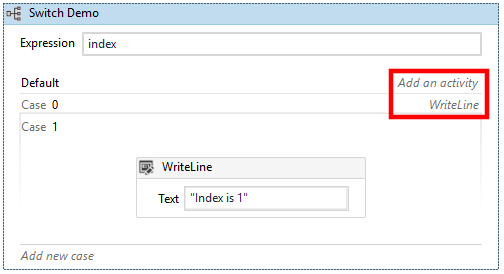 Switch Demo
Expression index
Default Add an activity
Case 0 WriteLine
Case 1
WriteLine
Text "Index is 1"
Add new case